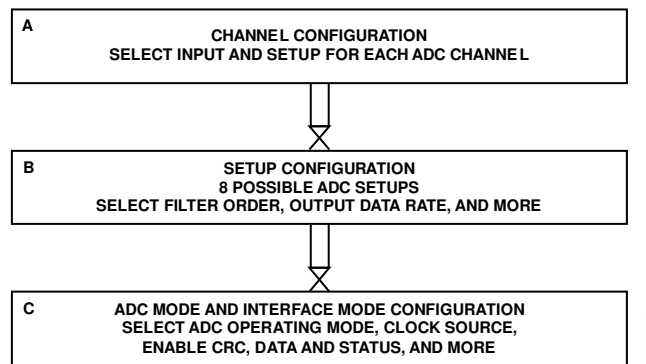 A
CHANNEL CONFIGURATION
SELECT INPUT AND SETUP FOR EACH ADC CHANNEL
B
SETUP CONFIGURATION
8 POSSIBLE ADC SETUPS
SELECT FILTER ORDER, OUTPUT DATA RATE, AND MORE
C
ADC MODE AND INTERFACE MODE CONFIGURATION
SELECT ADC OPERATING MODE, CLOCK SOURCE,
ENABLE CRC, DATA AND STATUS, AND MORE